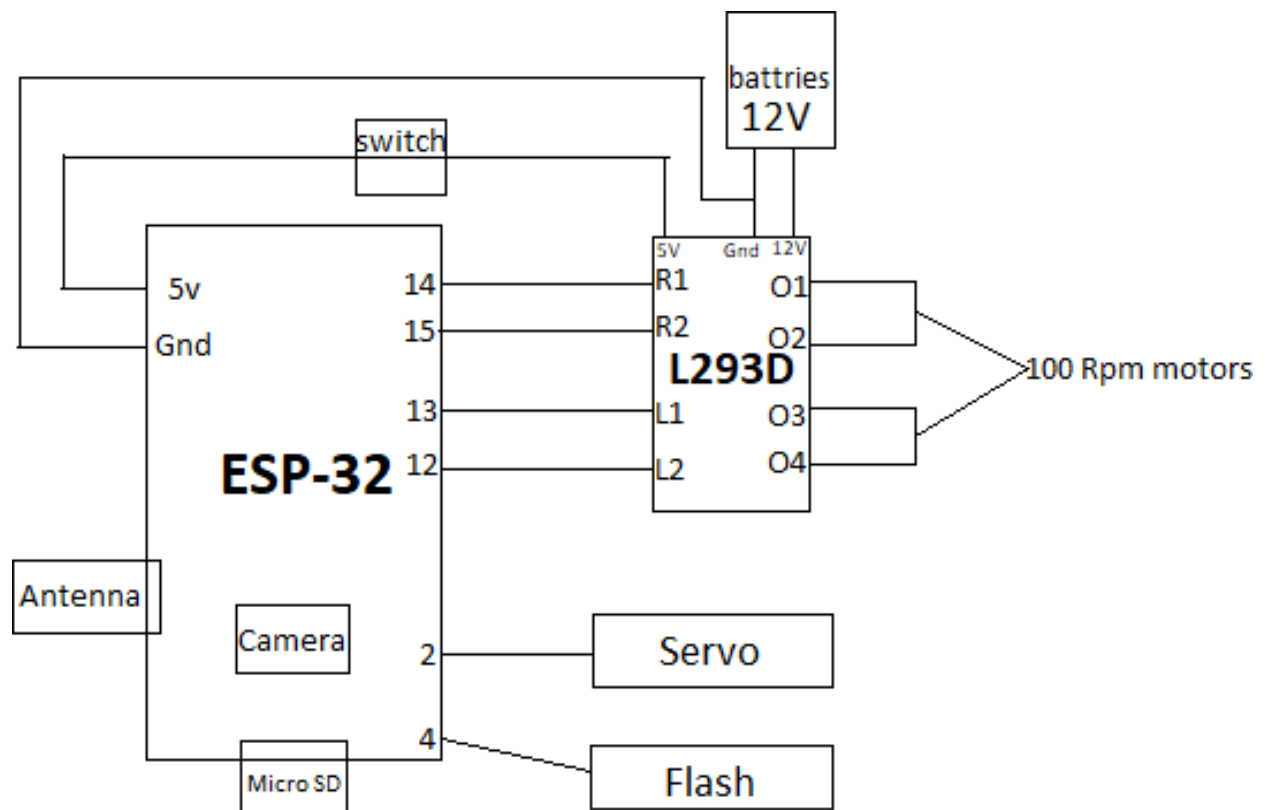 battries
12V
switch
5V Gnd 12V
5v
Gnd
14
15
13
12
R1
R2
L1
L2
O1
O2
O3
O4
L293D
100 Rpm motors
ESP-32
Antenna
Camera
2
Servo
4
Flash
Micro SD